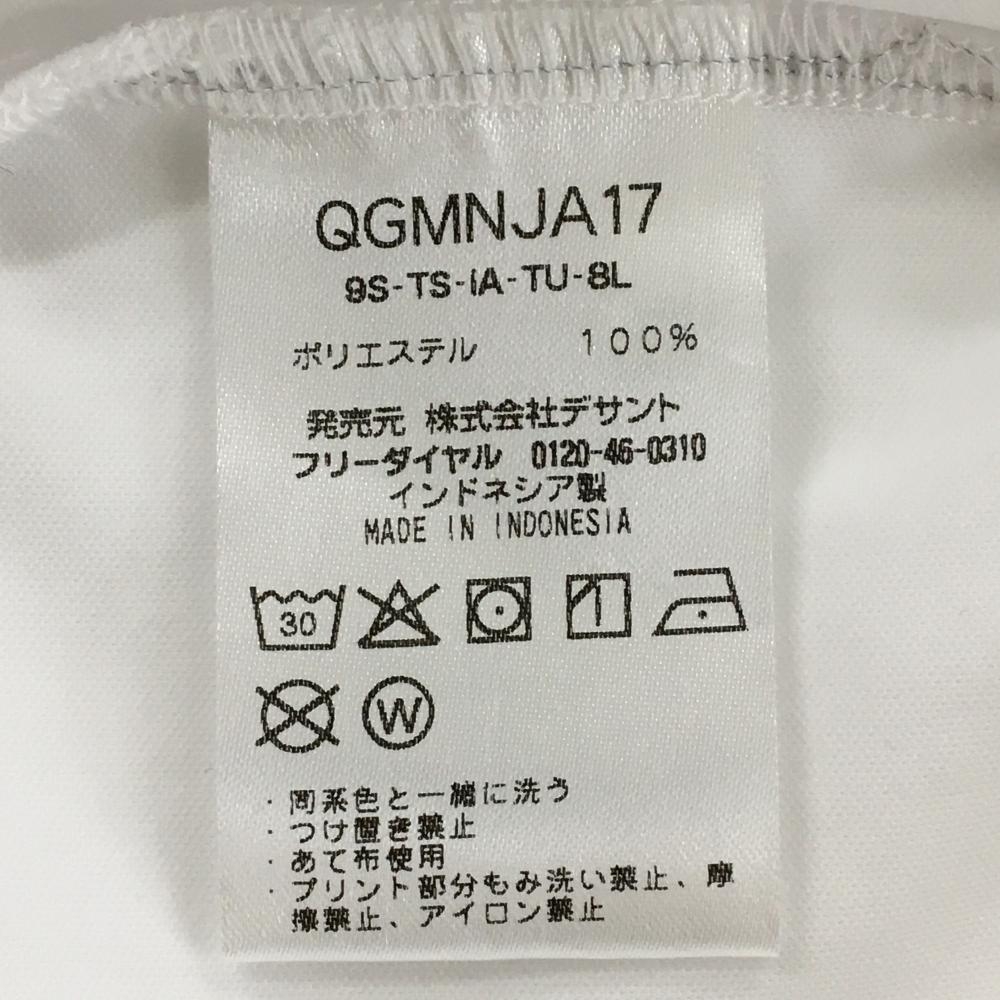 QGMNJA17
9S-TS-IA-TU-8L
ポリエステル 100%
発売元 株式会社デサント
フリーダイヤル 0120-46-0310
インドネシア製
MADE IN INDONESIA
30
W
・同系色と一緒に洗う
・つけ置き禁止
・あて布使用
・プリント部分もみ洗い禁止、摩
擦禁止、アイロン禁止